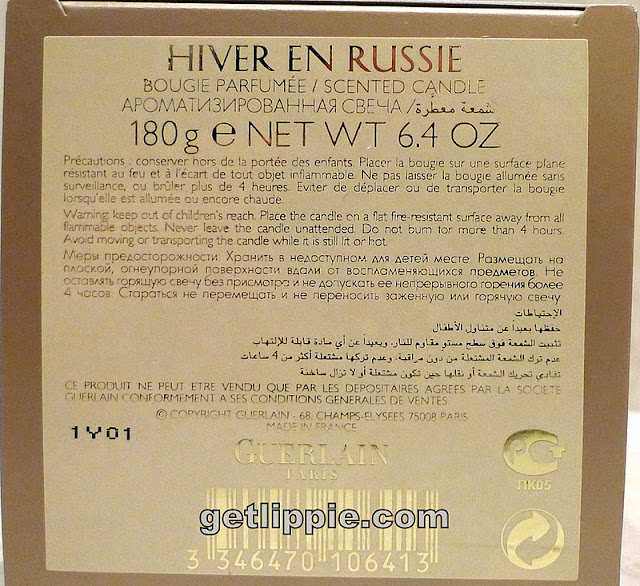 HIVER EN RUSSIE
BOUGIE PARFUMÉE / SCENTED CANDLE
АРОМАТИЗИРОВАННАЯ СВЕЧА / شمعة معطّرة
180 g e NET WT 6.4 OZ
Précautions : conserver hors de la portée des enfants. Placer la bougie sur une surface plane
résistant au feu et à l'écart de tout objet inflammable. Ne pas laisser la bougie allumée sans
surveillance, ou brûler plus de 4 heures. Eviter de déplacer ou de transporter la bougie
lorsqu'elle est allumée ou encore chaude.
Warning: keep out of children's reach. Place the candle on a flat fire-resistant surface away from all
flammable objects. Never leave the candle unattended. Do not burn for more than 4 hours.
Avoid moving or transporting the candle while it is still lit or hot.
Меры предосторожности: Хранить в недоступном для детей месте. Размещать на
плоской, огнеупорной поверхности вдали от воспламеняющихся предметов. Не
оставлять горящую свечу без присмотра и не допускать ее непрерывного горения более
4 часов. Стараться не перемещать и не переносить зажженную или горячую свечу
الإحتياطات
حفظها بعيداً عن متناول الأطفال
تثبيت الشمعة فوق سطح مستو مقاوم للنار، وبعيداً عن أي مادة قابلة للإلتهاب
عدم ترك الشمعة المشتعلة من دون مراقبة، وعدم تركها مشتعلة أكثر من 4 ساعات
تفادي تحريك الشمعة أو نقلها حين تكون مشتعلة أو لا تزال ساخنة
CE PRODUIT NE PEUT ETRE VENDU QUE PAR LES DEPOSITAIRES AGREES PAR LA SOCIETE
GUERLAIN CONFORMEMENT A SES CONDITIONS GENERALES DE VENTES
© COPYRIGHT GUERLAIN - 68, CHAMPS-ELYSEES 75008 PARIS
MADE IN FRANCE
1Y01
GUERLAIN
PARIS
РСТ
ПК05
getlippie.com
3 346470 106413